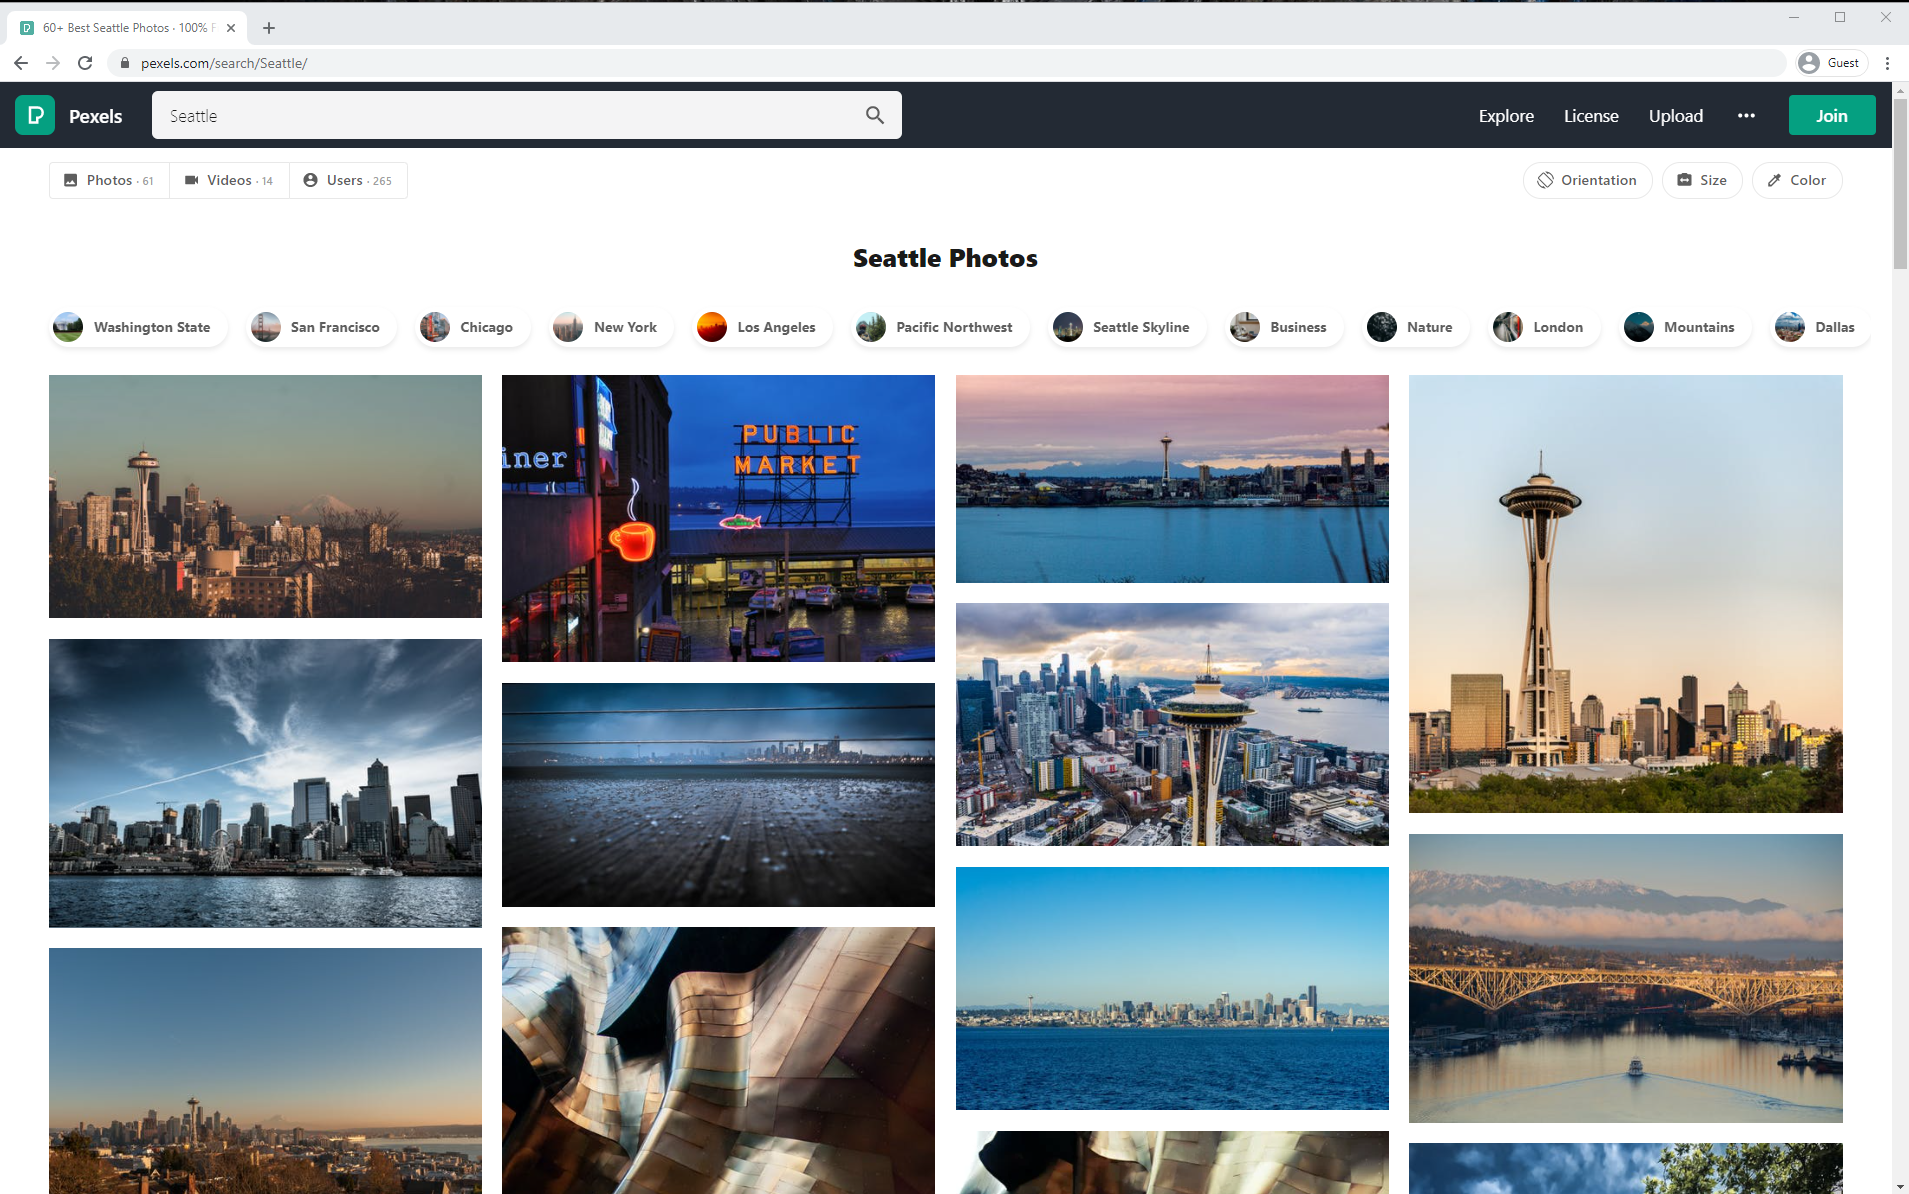 60+ Best Seattle Photos · 100%
pexels.com/search/Seattle/
Guest
Pexels
Seattle
Explore
License
Upload
Join
Photos · 61
Videos · 14
Users · 265
Orientation
Size
Color
Seattle Photos
Washington State
San Francisco
Chicago
New York
Los Angeles
Pacific Northwest
Seattle Skyline
Business
Nature
London
Mountains
Dallas
iner
PUBLIC
MARKET